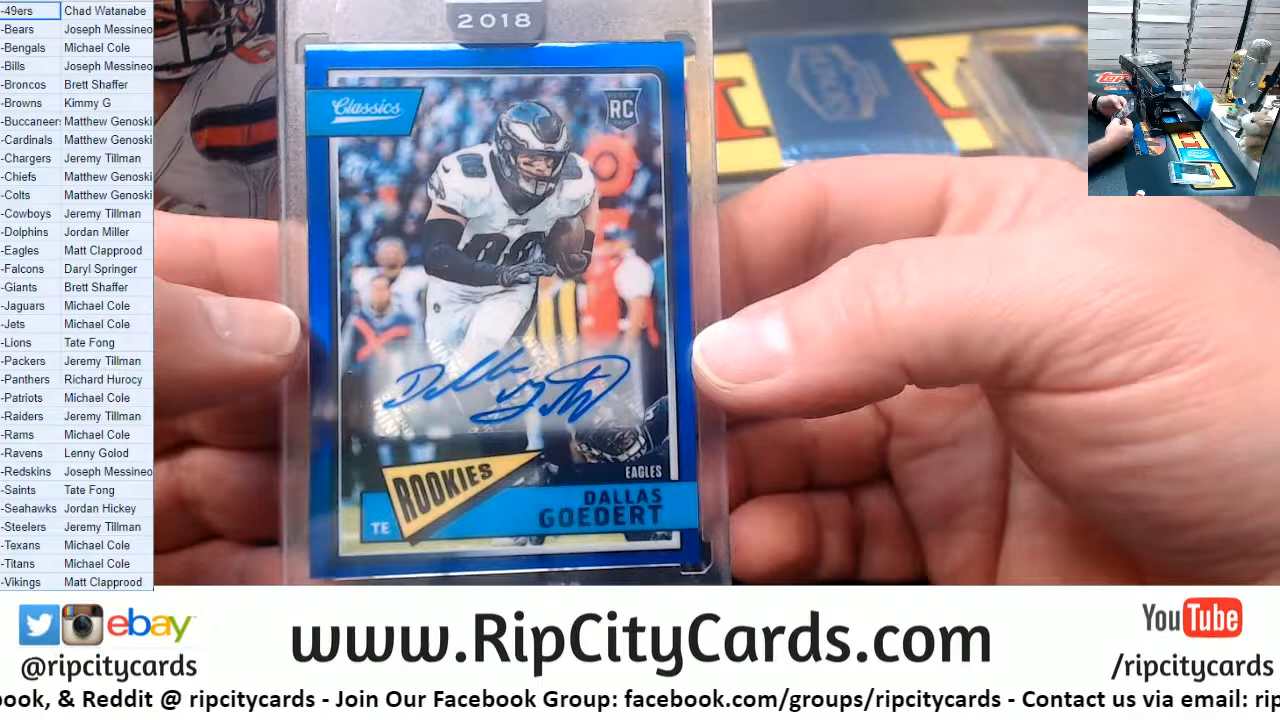 -49ers Chad Watanabe
-Bears Joseph Messineo
-Bengals Michael Cole
-Bills Joseph Messineo
-Broncos Brett Shaffer
-Browns Kimmy G
-Buccaneer Matthew Genoski
-Cardinals Matthew Genoski
-Chargers Jeremy Tillman
-Chiefs Matthew Genoski
-Colts Matthew Genoski
-Cowboys Jeremy Tillman
-Dolphins Jordan Miller
-Eagles Matt Clapprood
-Falcons Daryl Springer
-Giants Brett Shaffer
-Jaguars Michael Cole
-Jets Michael Cole
-Lions Tate Fong
-Packers Jeremy Tillman
-Panthers Richard Hurocy
-Patriots Michael Cole
-Raiders Jeremy Tillman
-Rams Michael Cole
-Ravens Lenny Golod
-Redskins Joseph Messineo
-Saints Tate Fong
-Seahawks Jordan Hickey
-Steelers Jeremy Tillman
-Texans Michael Cole
-Titans Michael Cole
-Vikings Matt Clapprood
2018
Classics
RC
88
ROOKIES
EAGLES
TE
DALLAS
GOEDERT
ebay
@ripcitycards
www.RipCityCards.com
YouTube
/ripcitycards
book, & Reddit @ ripcitycards - Join Our Facebook Group: facebook.com/groups/ripcitycards - Contact us via email: rip